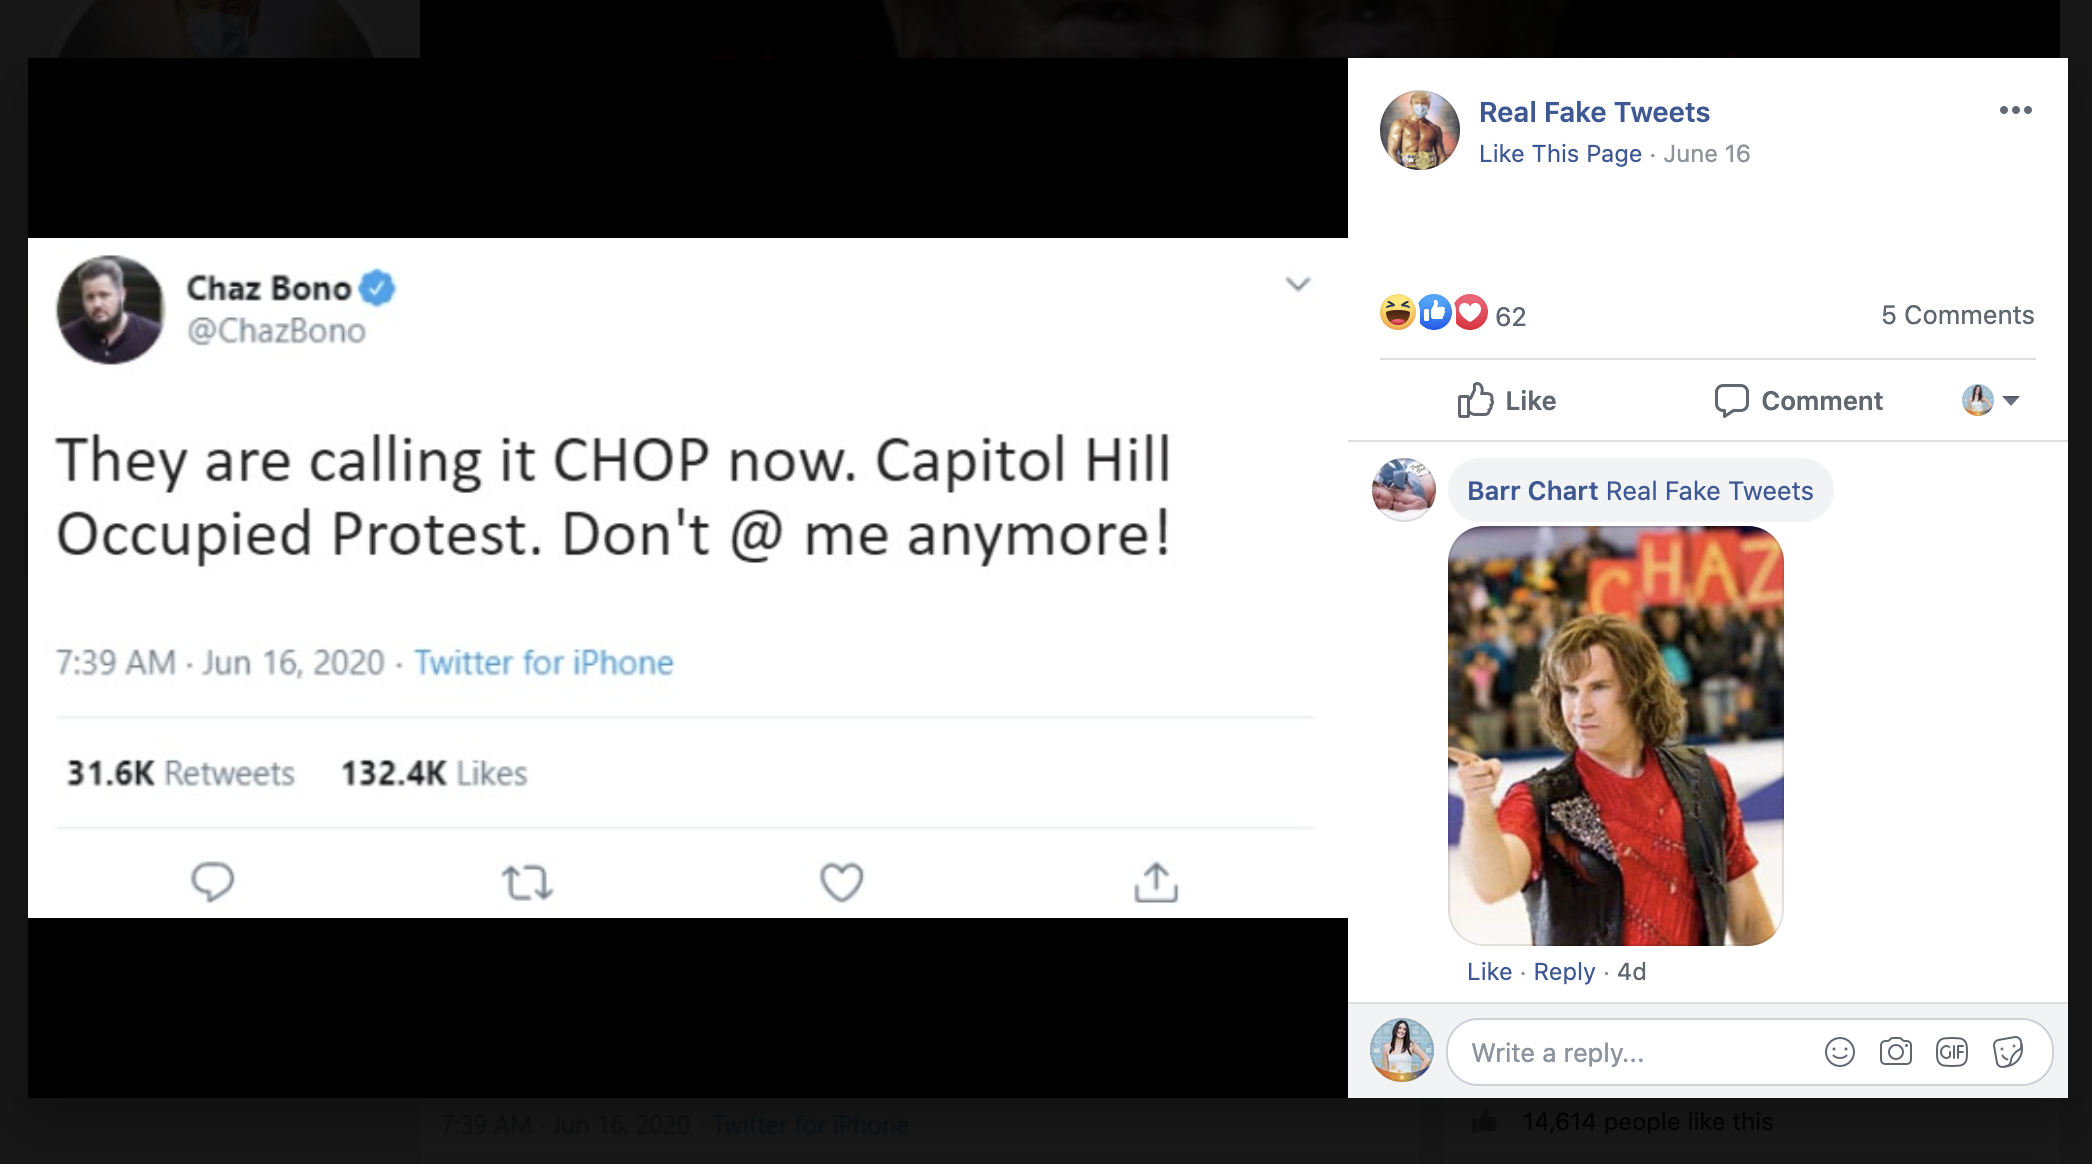 Chaz Bono
@ChazBono
They are calling it CHOP now. Capitol Hill
Occupied Protest. Don't @ me anymore!
7:39 AM · Jun 16, 2020 · Twitter for iPhone
31.6K Retweets 132.4K Likes
Real Fake Tweets
Like This Page · June 16
62
5 Comments
Like
Comment
Barr Chart Real Fake Tweets
CHAZ
Like · Reply · 4d
Write a reply...
GIF
7:39 AM · Jun 16, 2020 · Twitter for iPhone
14,614 people like this